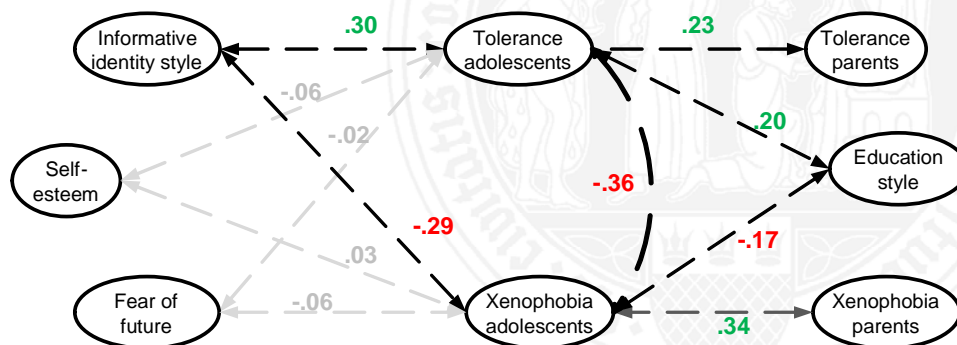 Informative
identity style
.30
Tolerance
adolescents
.23
Tolerance
parents
-.06
-.02
.20
Self-
esteem
-.36
Education
style
-.29
-.17
.03
Fear of
future
-.06
Xenophobia
adolescents
.34
Xenophobia
parents